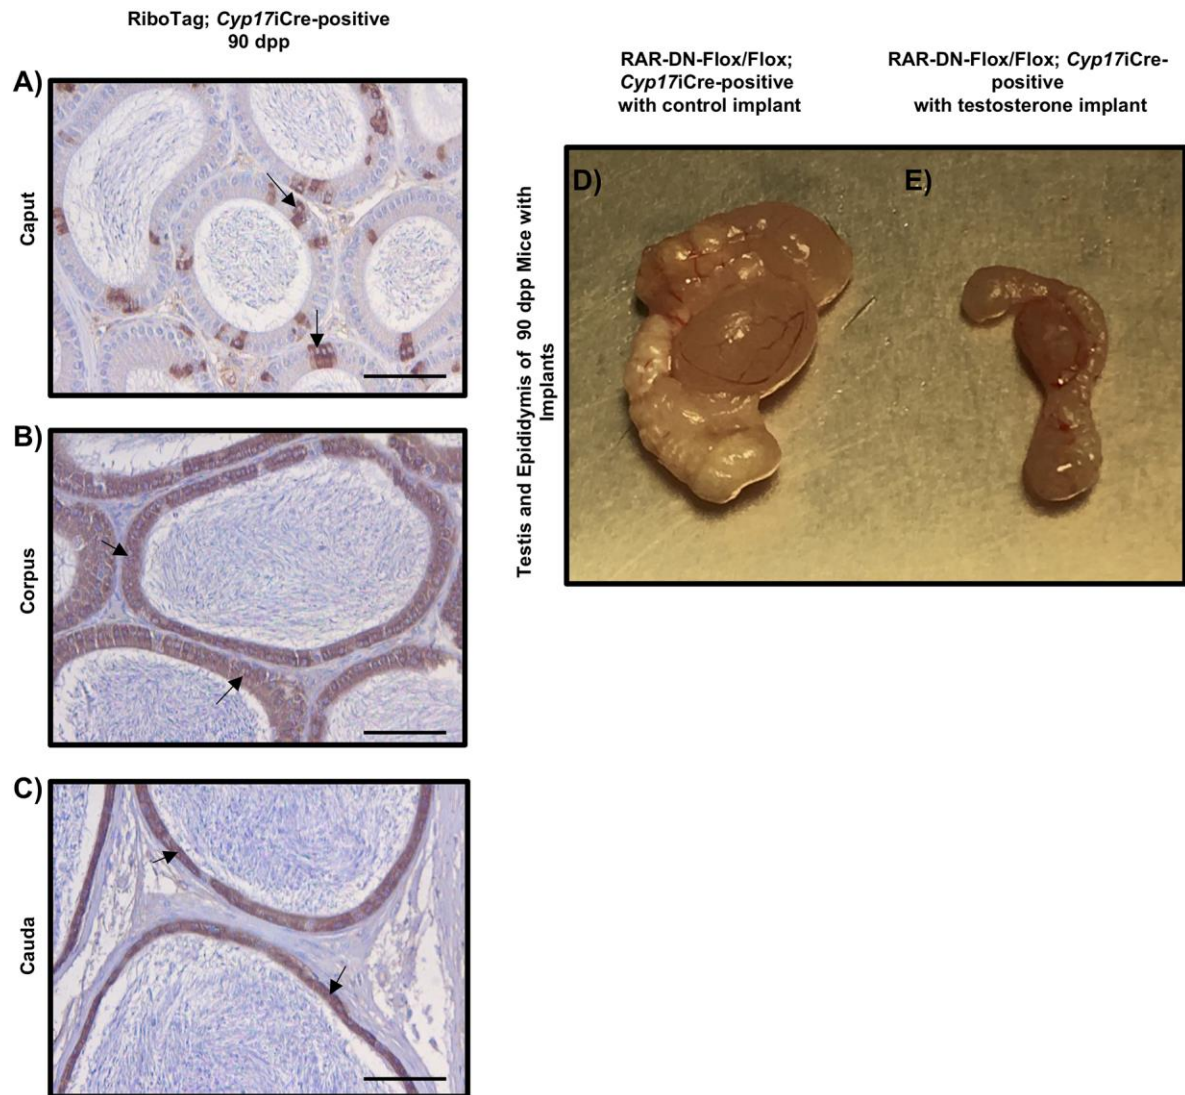 RiboTag; Cyp17iCre-positive
90 dpp
A)
Caput
B)
Corpus
C)
Cauda
RAR-DN-Flox/Flox;
Cyp17iCre-positive
with control implant
RAR-DN-Flox/Flox; Cyp17iCre-
positive
with testosterone implant
Testis and Epididymis of 90 dpp Mice with
Implants
D)
E)